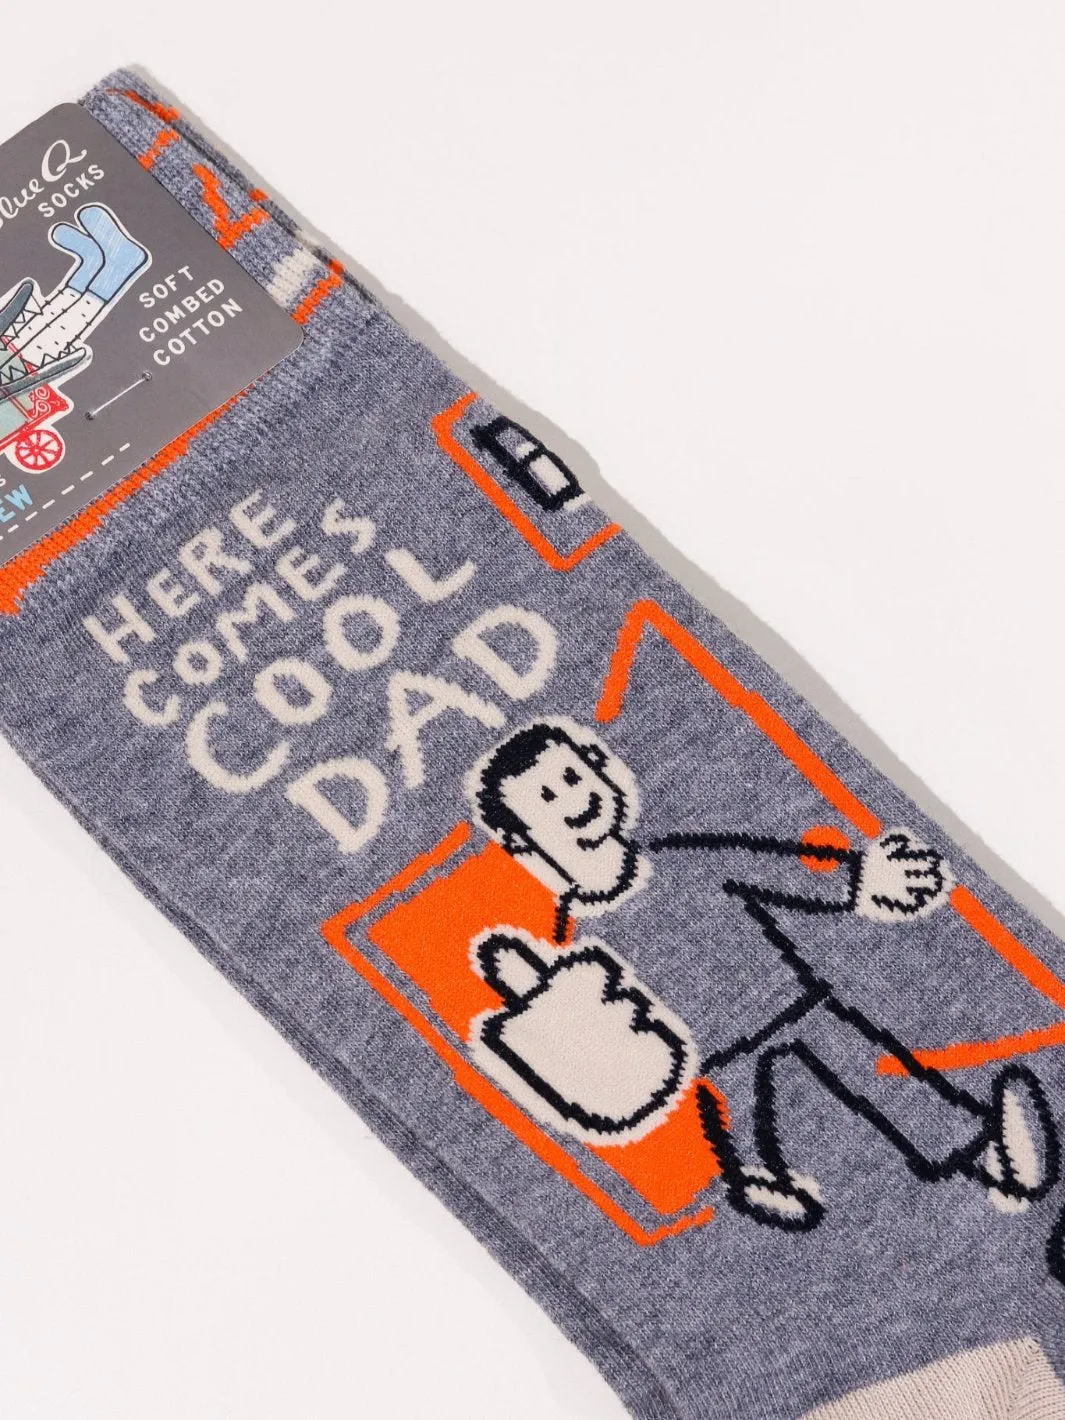 Blue Q
SOCKS
SOFT
COMBED
COTTON
HERE
COMES
COOL
DAD